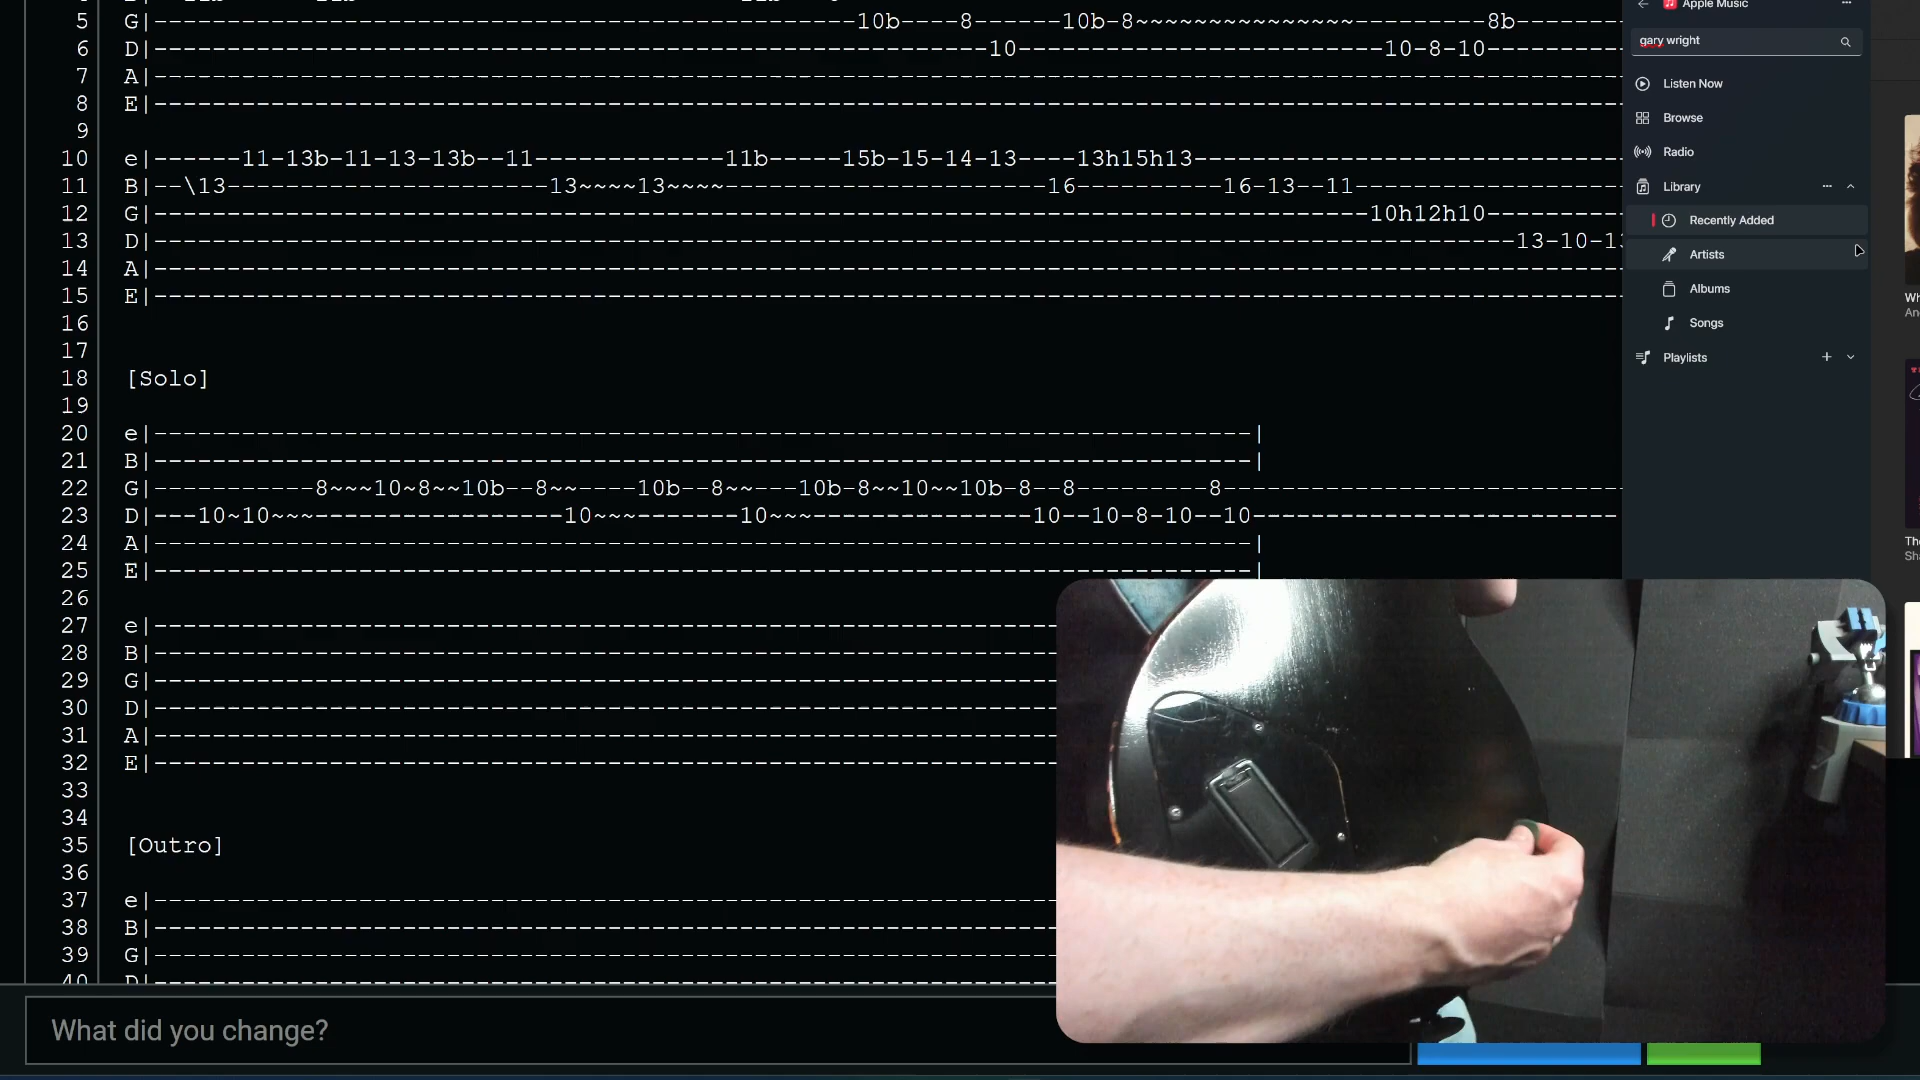 5 G|------------------------------------------------10b----8------10b-8~~~~~~~~~~~~~~~---------8b-------
6 D|---------------------------------------------------------10--------------------------10-8-10---------
7 A|----------------------------------------------------------------------------------------------------
8 E|----------------------------------------------------------------------------------------------------
9
10 e|------11-13b-11-13-13b--11-------------11b-----15b-15-14-13----13h15h13-----------------------------
11 B|--\13----------------------13~~~~13~~~~----------------------16----------16-13--11------------------
12 G|-----------------------------------------------------------------------------------10h12h10---------
13 D|---------------------------------------------------------------------------------------------13-10-13
14 A|----------------------------------------------------------------------------------------------------
15 E|----------------------------------------------------------------------------------------------------
16
17
18 [Solo]
19
20 e|---------------------------------------------------------------------------|
21 B|---------------------------------------------------------------------------|
22 G|-----------8~~~10~8~~10b--8~~----10b--8~~---10b-8~~10~~10b-8--8---------8---------------------------
23 D|---10~10~~~-----------------10~~~-------10~~~---------------10--10-8-10--10-------------------------
24 A|---------------------------------------------------------------------------|
25 E|---------------------------------------------------------------------------|
26
27 e|--------------------------------------------------------------
28 B|--------------------------------------------------------------
29 G|--------------------------------------------------------------
30 D|--------------------------------------------------------------
31 A|--------------------------------------------------------------
32 E|--------------------------------------------------------------
33
34
35 [Outro]
36
37 e|--------------------------------------------------------------
38 B|--------------------------------------------------------------
39 G|--------------------------------------------------------------
40 D|--------------------------------------------------------------
What did you change?
Apple Music
gary wright
Listen Now
Browse
Radio
Library
Recently Added
Artists
Albums
Songs
Playlists